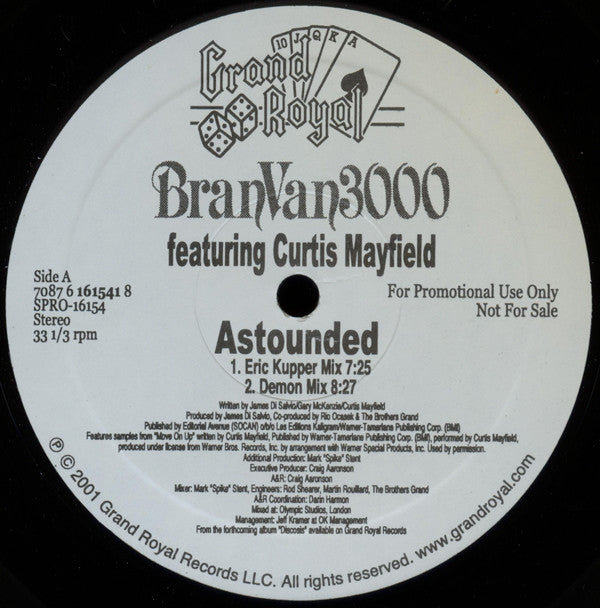 10 J Q K A
Grand
Royal
BranVan3000
featuring Curtis Mayfield
Side A
7087 6 161541 8
SPRO-16154
Stereo
33 1/3 rpm
For Promotional Use Only
Not For Sale
Astounded
1. Eric Kupper Mix 7:25
2. Demon Mix 8:27
Written by James Di Salvio/Gary McKenzie/Curtis Mayfield
Produced by James Di Salvio, Co-produced by Ric Ocasek & The Brothers Grand
Published by Editorial Avenue (SOCAN) o/b/o Les Editions Kaligram/Warner-Tamerlane Publishing Corp. (BMI)
Features samples from "Move On Up" written by Curtis Mayfield, Published by Warner-Tamerlane Publishing Corp. (BMI), performed by Curtis Mayfield,
produced under license from Warner Bros. Records, Inc. by arrangement with Warner Special Products, Inc. Used by permission.
Additional Production: Mark "Spike" Stent
Executive Producer: Craig Aaronson
A&R: Craig Aaronson
Mixer: Mark "Spike" Stent, Engineers: Rod Shearer, Martin Rouillard, The Brothers Grand
A&R Coordination: Darin Harmon
Mixed at: Olympic Studios, London
Management: Jeff Kramer at OK Management
From the forthcoming album "Discosis" available on Grand Royal Records
℗ © 2001 Grand Royal Records LLC. All rights reserved. www.grandroyal.com